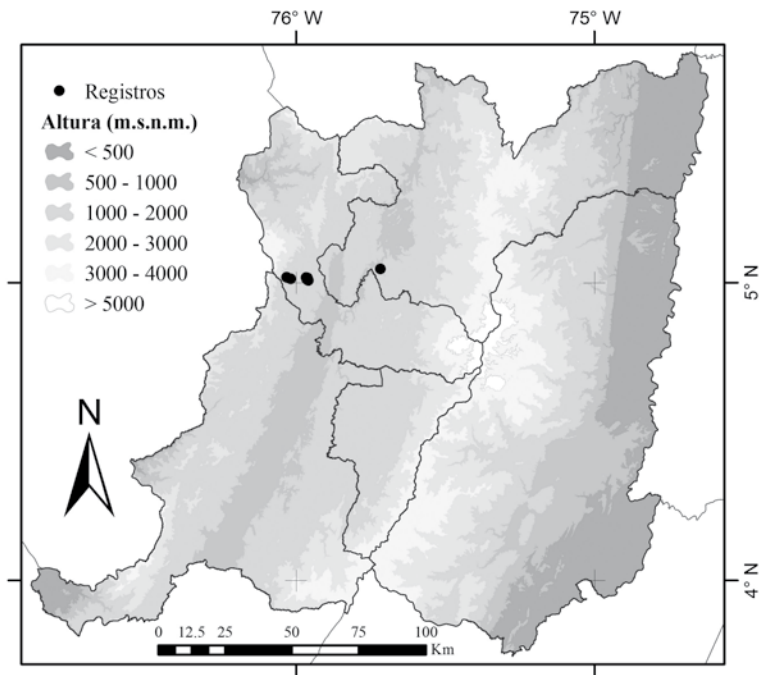 76° W 75° W
Registros
Altura (m.s.n.m.)
< 500
500 - 1000
1000 - 2000
2000 - 3000
3000 - 4000
> 5000
5° N
N
4° N
0 12.5 25 50 75 100
Km